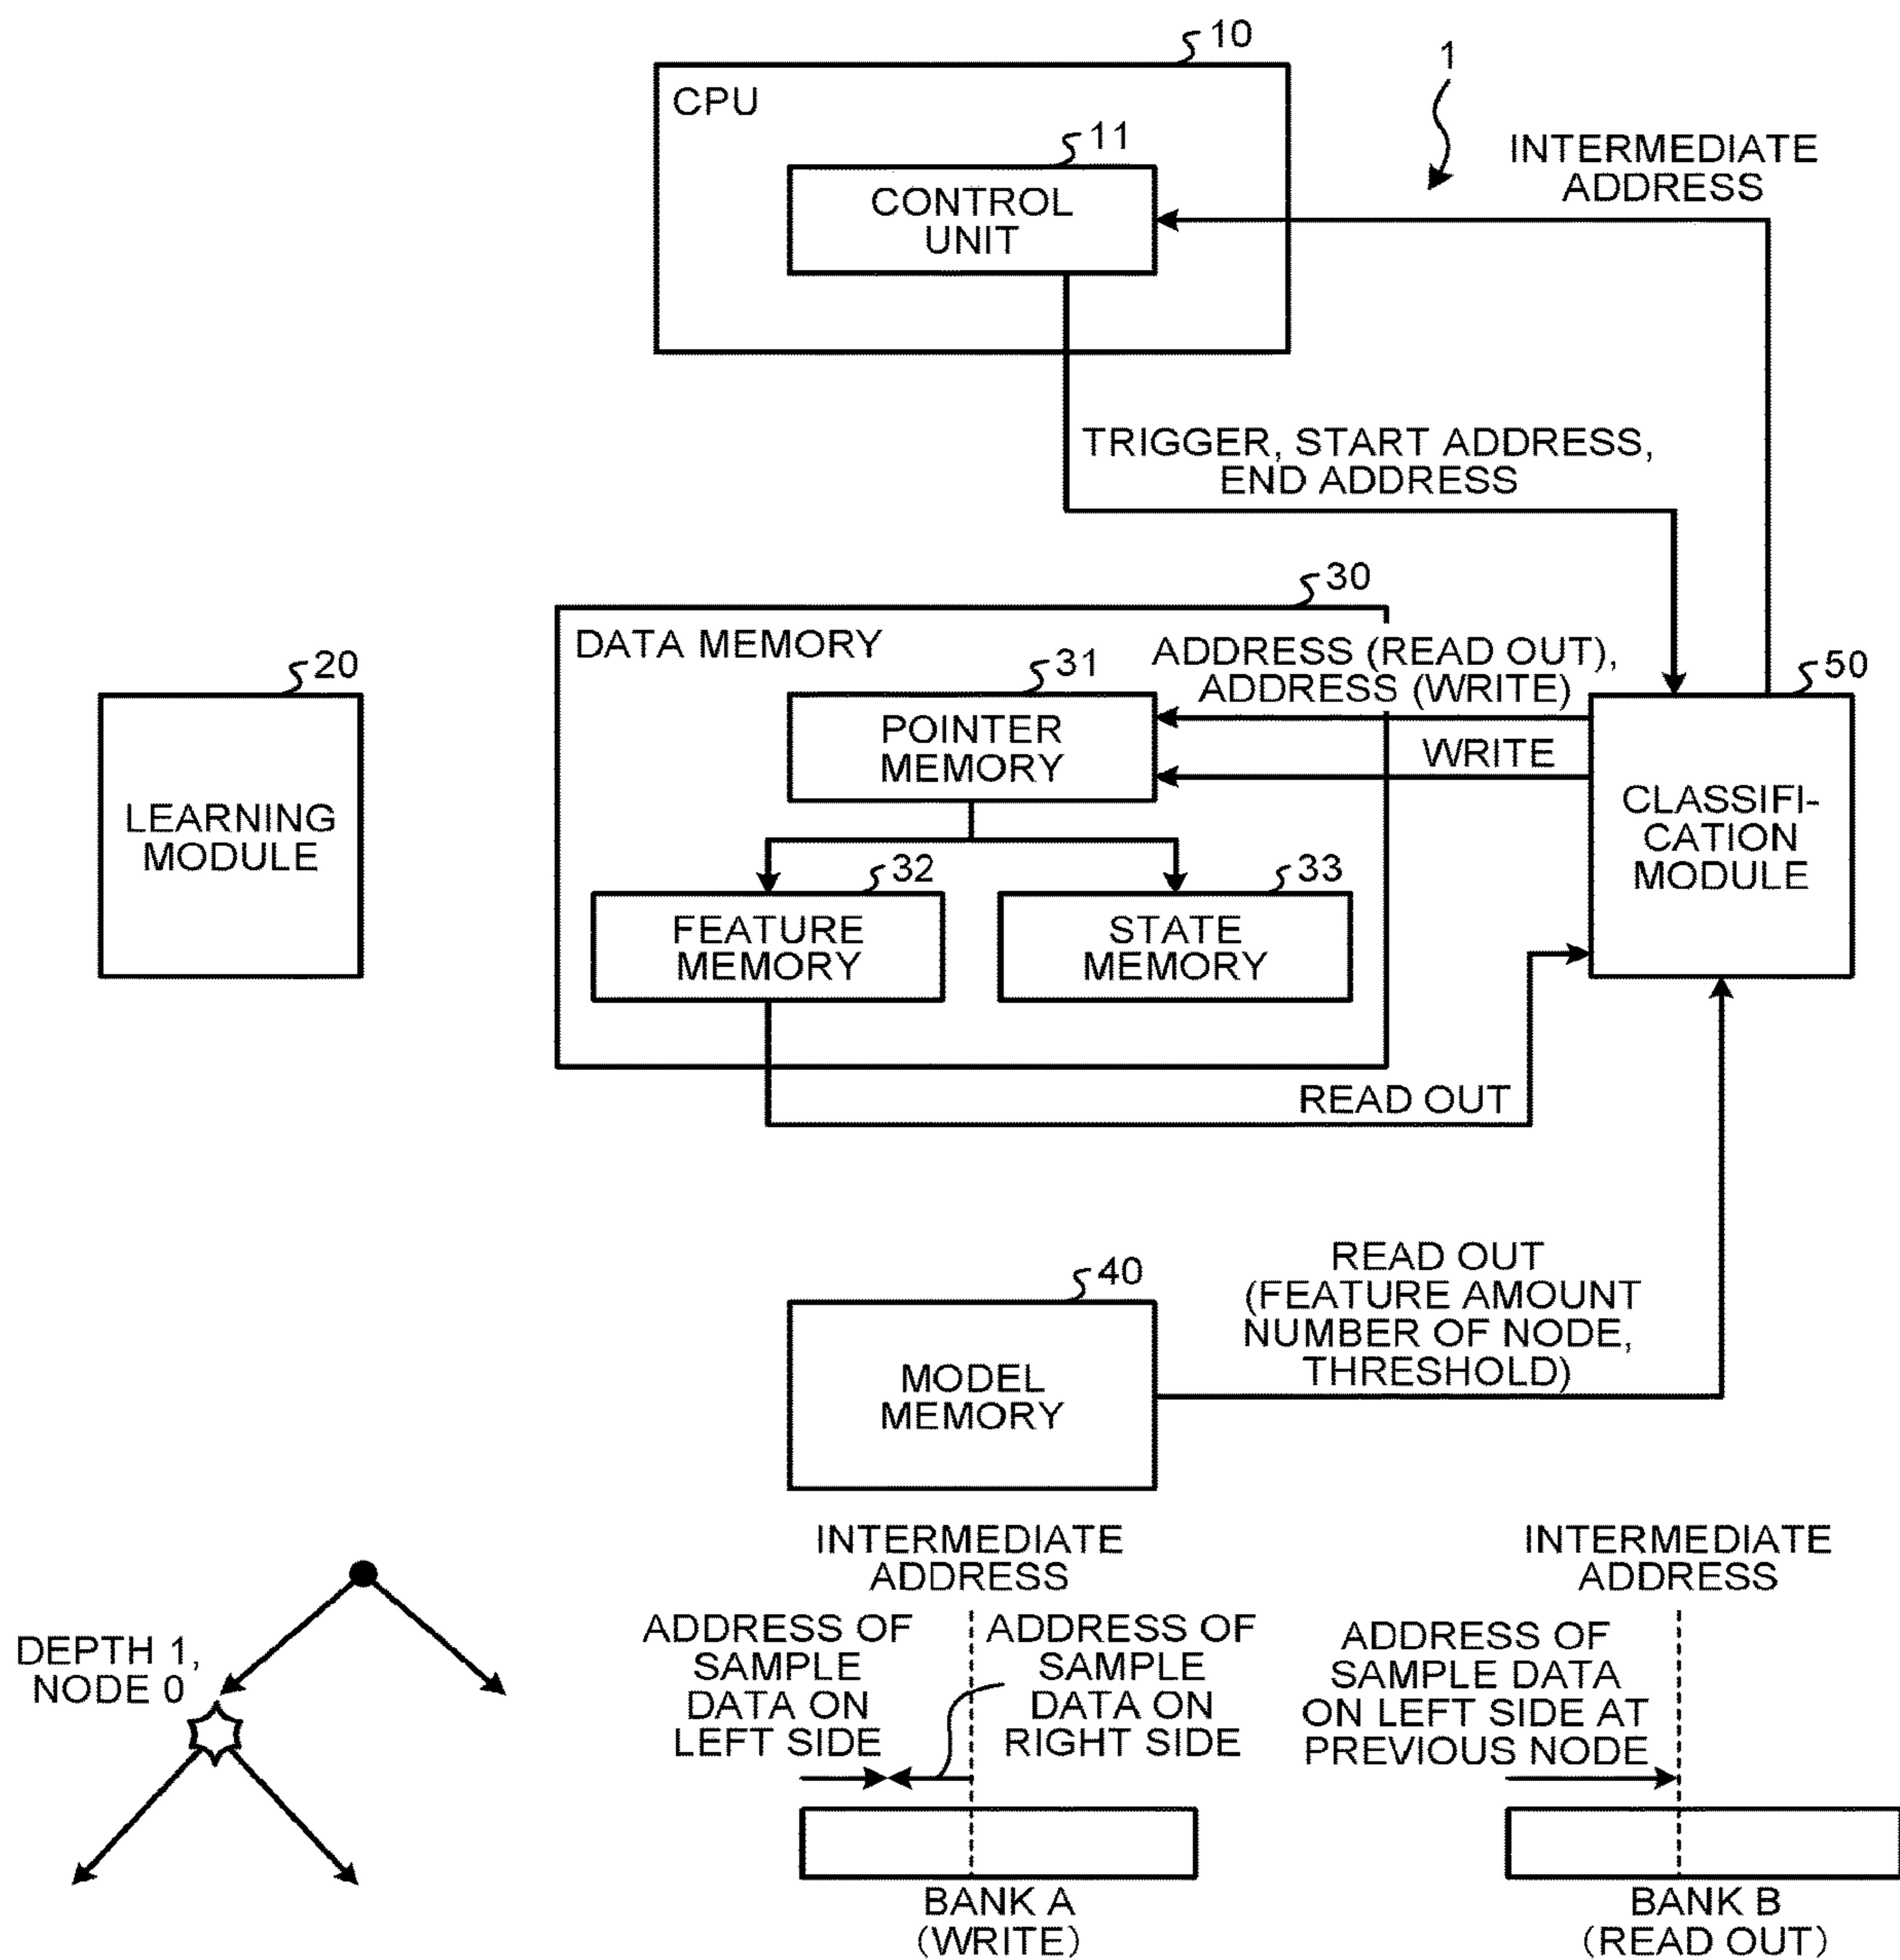 10
1
CPU
11
INTERMEDIATE
ADDRESS
CONTROL
UNIT
TRIGGER, START ADDRESS,
END ADDRESS
30
DATA MEMORY
ADDRESS (READ OUT),
ADDRESS (WRITE)
20
31
50
POINTER
MEMORY
WRITE
LEARNING
MODULE
CLASSIFI-
CATION
MODULE
32
33
FEATURE
MEMORY
STATE
MEMORY
READ OUT
40
READ OUT
(FEATURE AMOUNT
NUMBER OF NODE,
THRESHOLD)
MODEL
MEMORY
DEPTH 1,
NODE 0
INTERMEDIATE
ADDRESS
ADDRESS OF
SAMPLE
DATA ON
LEFT SIDE
ADDRESS OF
SAMPLE
DATA ON
RIGHT SIDE
BANK A
(WRITE)
INTERMEDIATE
ADDRESS
ADDRESS OF
SAMPLE DATA
ON LEFT SIDE AT
PREVIOUS NODE
BANK B
(READ OUT)